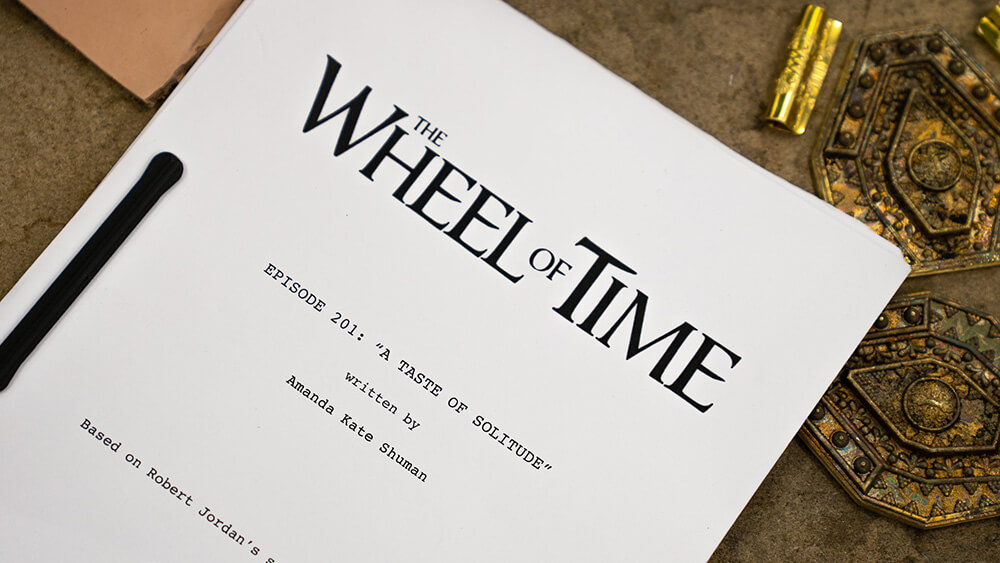 THE WHEEL OF TIME
EPISODE 201: "A TASTE OF SOLITUDE"
written by
Amanda Kate Shuman
Based on Robert Jordan's